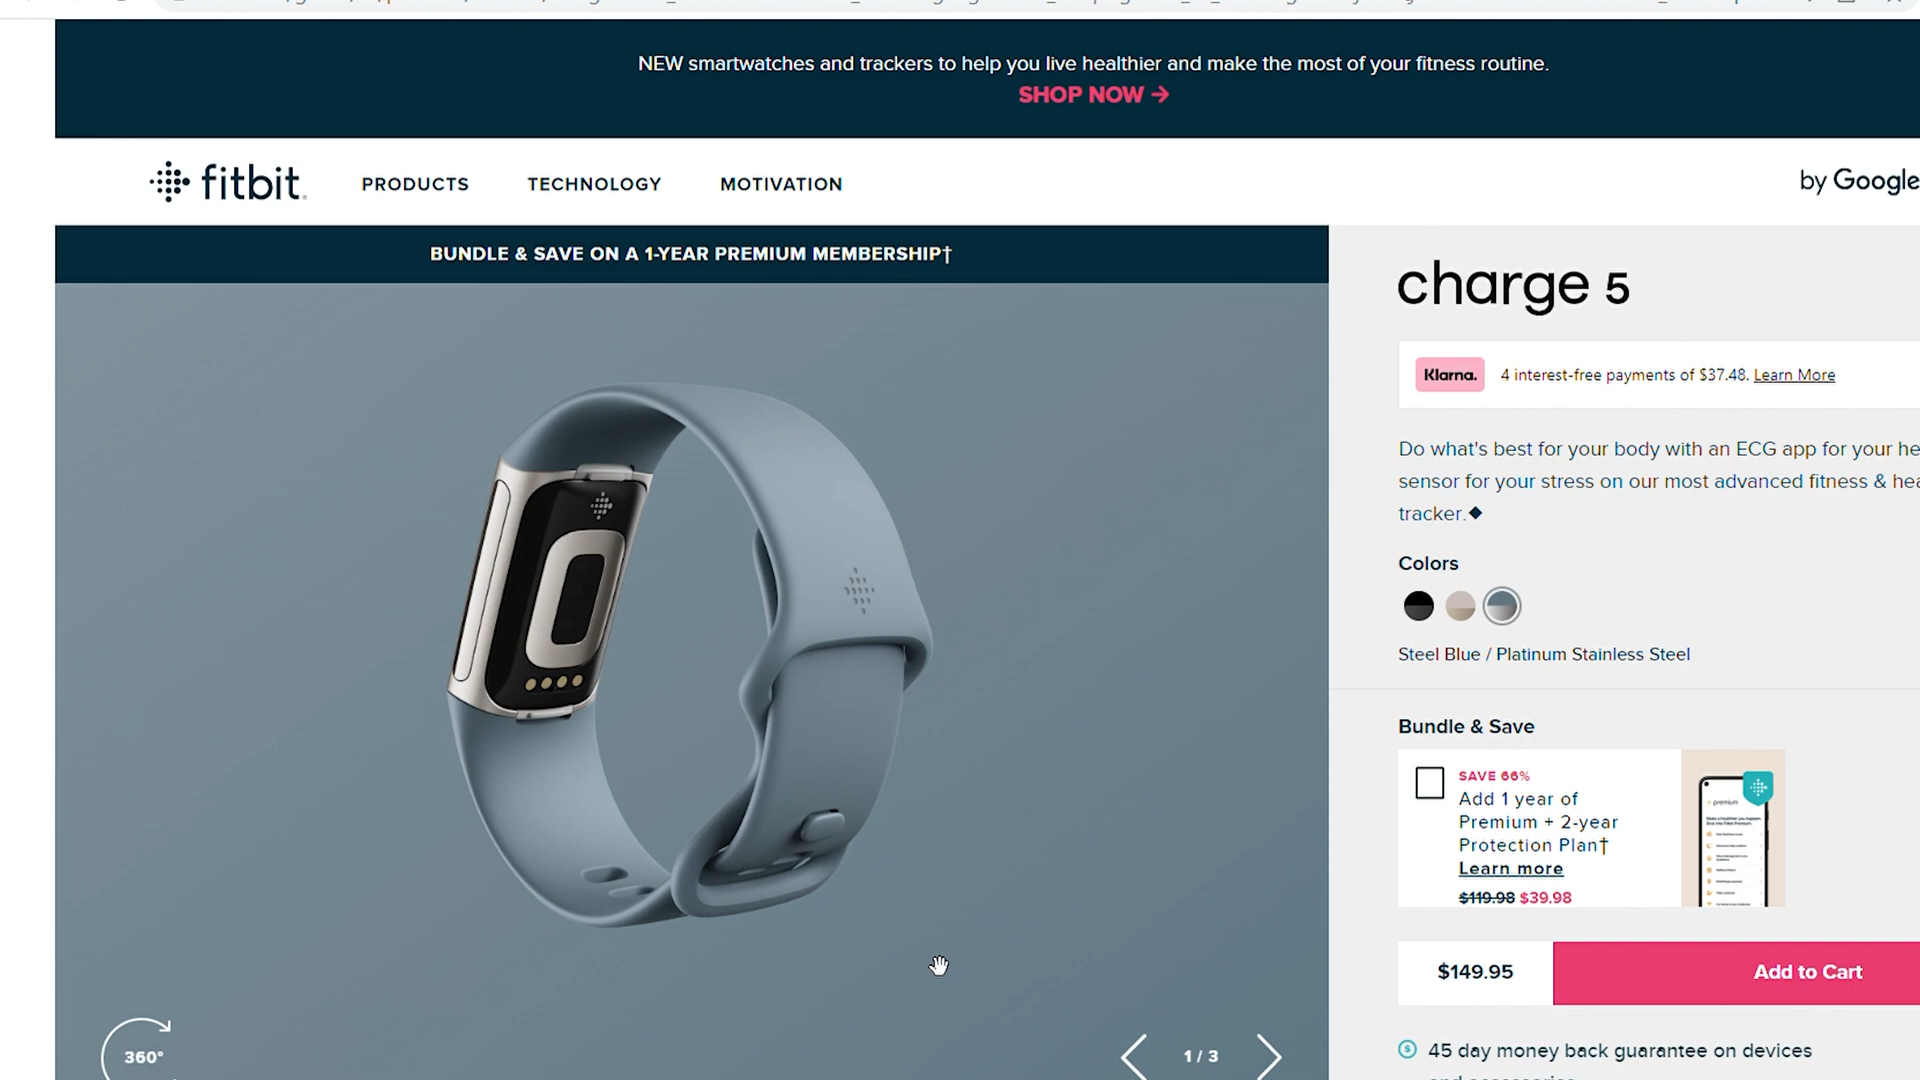 NEW smartwatches and trackers to help you live healthier and make the most of your fitness routine.
SHOP NOW →
fitbit.
PRODUCTS
TECHNOLOGY
MOTIVATION
by Google
BUNDLE & SAVE ON A 1-YEAR PREMIUM MEMBERSHIP†
charge 5
Klarna. 4 interest-free payments of $37.48. Learn More
Do what's best for your body with an ECG app for your
sensor for your stress on our most advanced fitness &
tracker.◆
Colors
Steel Blue / Platinum Stainless Steel
Bundle & Save
SAVE 66%
Add 1 year of
Premium + 2-year
Protection Plan†
Learn more
$119.98 $39.98
premium
$149.95
Add to Cart
45 day money back guarantee on devices
360°
1 / 3